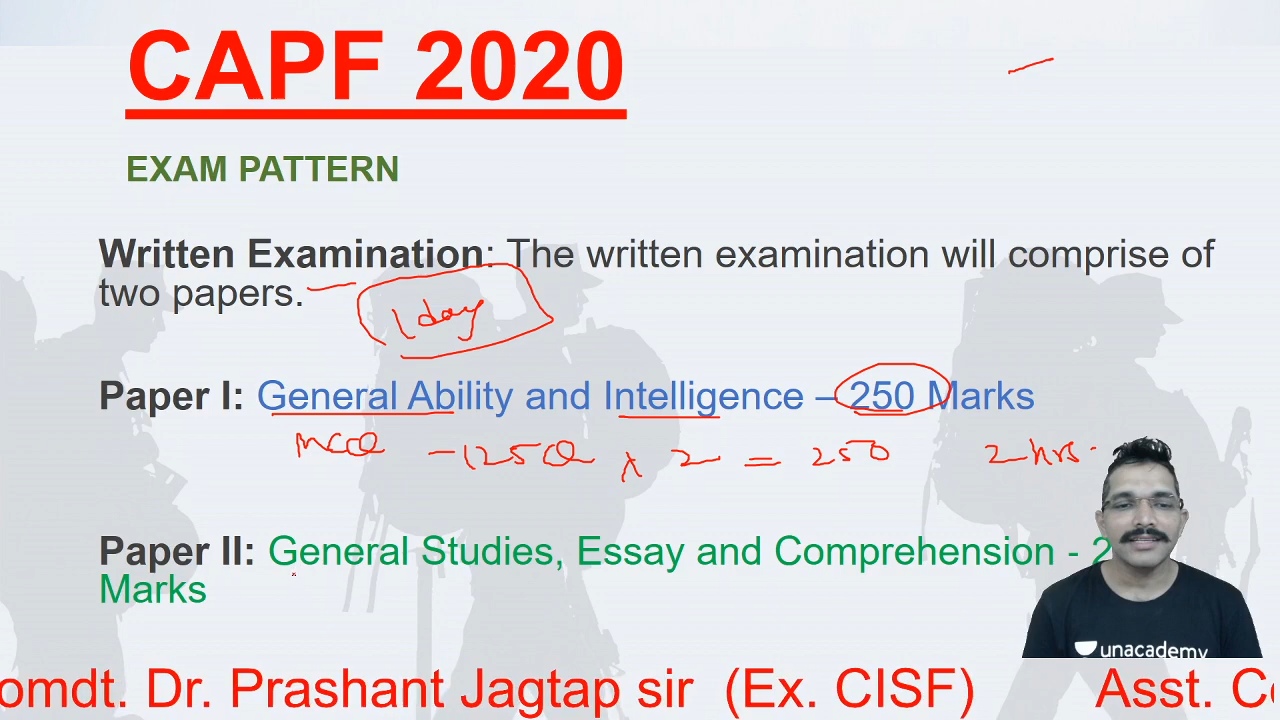 CAPF 2020
EXAM PATTERN
Written Examination: The written examination will comprise of
two papers.
1 day
Paper I: General Ability and Intelligence – 250 Marks
MCQ - 125 Q x 2 = 250 2 hrs.
Paper II: General Studies, Essay and Comprehension - 2
Marks
unacademy
omdt. Dr. Prashant Jagtap sir (Ex. CISF) Asst. Co